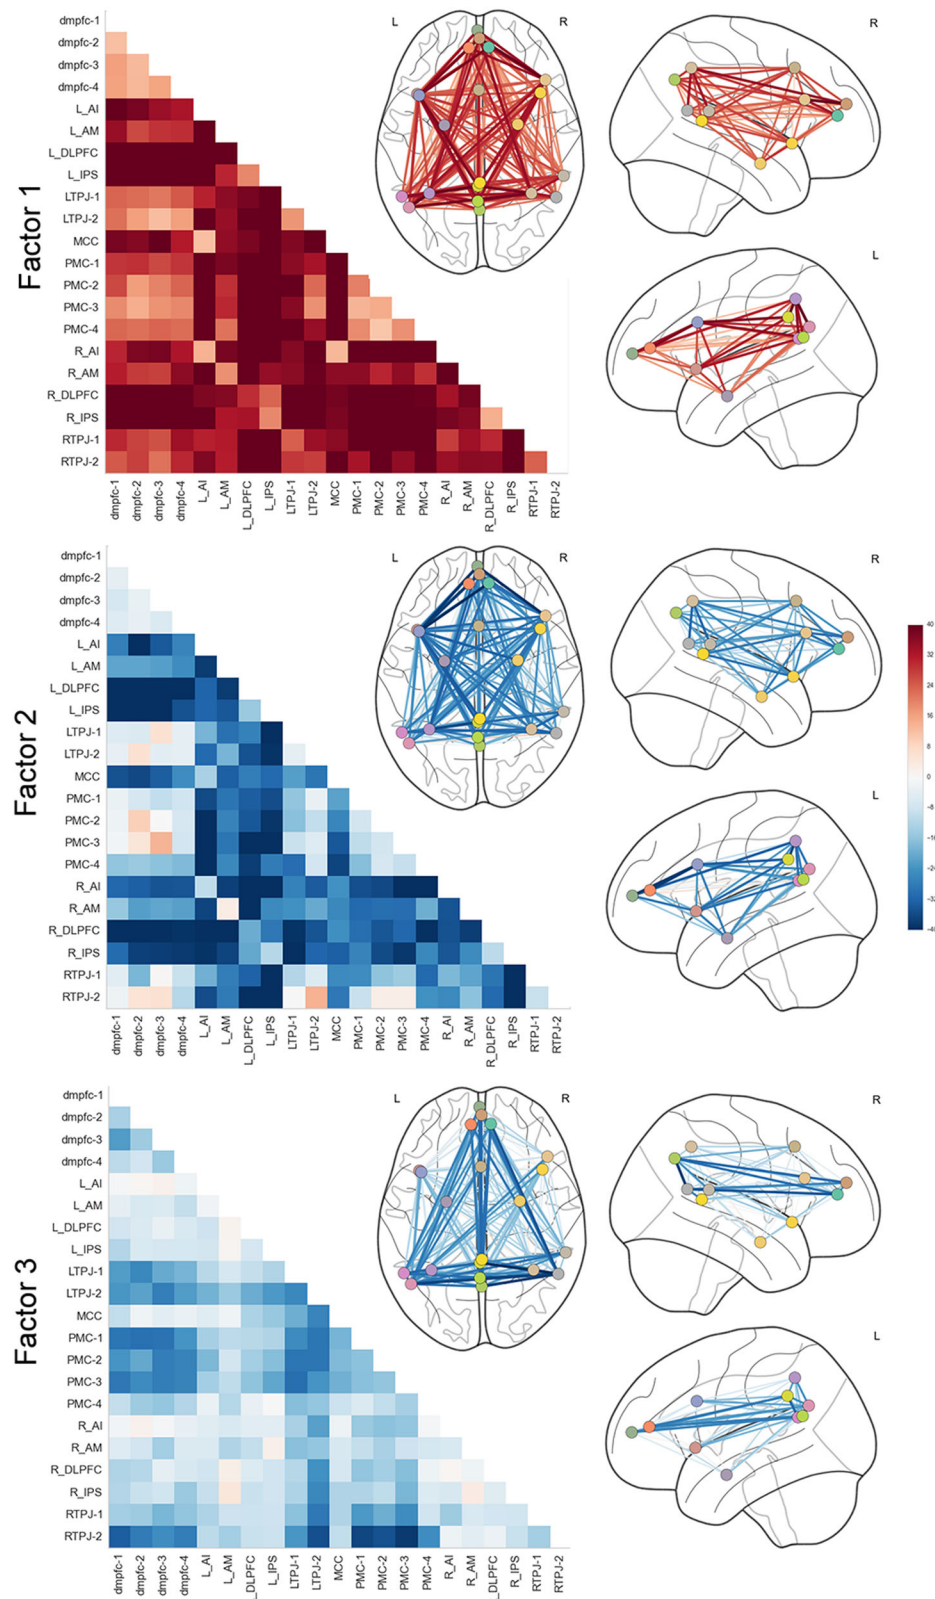 Factor 1
dmpfc-1
dmpfc-2
dmpfc-3
dmpfc-4
L_AI
L_AM
L_DLPFC
L_IPS
LTPJ-1
LTPJ-2
MCC
PMC-1
PMC-2
PMC-3
PMC-4
R_AI
R_AM
R_DLPFC
R_IPS
RTPJ-1
RTPJ-2
dmpfc-1 dmpfc-2 dmpfc-3 dmpfc-4 L_AI L_AM L_DLPFC L_IPS LTPJ-1 LTPJ-2 MCC PMC-1 PMC-2 PMC-3 PMC-4 R_AI R_AM R_DLPFC R_IPS RTPJ-1 RTPJ-2
L R
R
L
Factor 2
dmpfc-1
dmpfc-2
dmpfc-3
dmpfc-4
L_AI
L_AM
L_DLPFC
L_IPS
LTPJ-1
LTPJ-2
MCC
PMC-1
PMC-2
PMC-3
PMC-4
R_AI
R_AM
R_DLPFC
R_IPS
RTPJ-1
RTPJ-2
dmpfc-1 dmpfc-2 dmpfc-3 dmpfc-4 L_AI L_AM L_DLPFC L_IPS LTPJ-1 LTPJ-2 MCC PMC-1 PMC-2 PMC-3 PMC-4 R_AI R_AM R_DLPFC R_IPS RTPJ-1 RTPJ-2
L R
R
L
40
32
24
16
8
0
-8
-16
-24
-32
-40
Factor 3
dmpfc-1
dmpfc-2
dmpfc-3
dmpfc-4
L_AI
L_AM
L_DLPFC
L_IPS
LTPJ-1
LTPJ-2
MCC
PMC-1
PMC-2
PMC-3
PMC-4
R_AI
R_AM
R_DLPFC
R_IPS
RTPJ-1
RTPJ-2
dmpfc-1 dmpfc-2 dmpfc-3 dmpfc-4 L_AI L_AM _DLPFC L_IPS LTPJ-1 LTPJ-2 MCC PMC-1 PMC-2 PMC-3 PMC-4 R_AI R_AM _DLPFC R_IPS RTPJ-1 RTPJ-2
L R
R
L